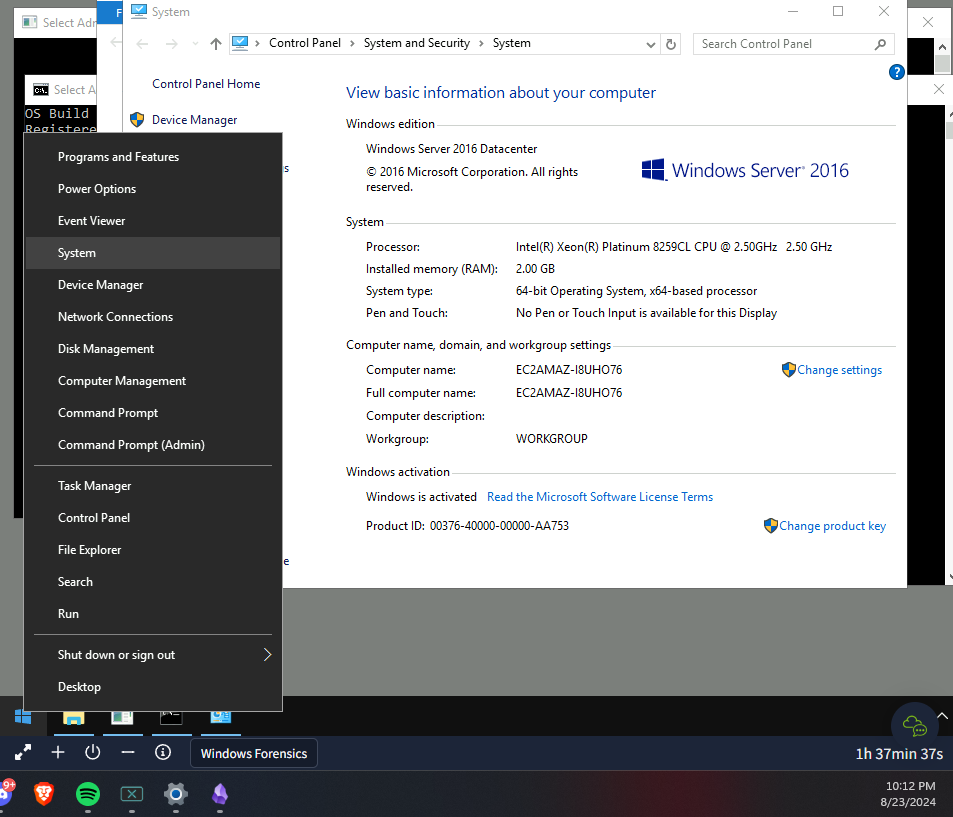 Select Adm
F
System
Control Panel
System and Security
System
Search Control Panel
?
Select A
OS Build
Registere
Control Panel Home
Device Manager
s
e
View basic information about your computer
Windows edition
Windows Server 2016 Datacenter
© 2016 Microsoft Corporation. All rights
reserved.
Windows Server® 2016
System
Processor: Intel(R) Xeon(R) Platinum 8259CL CPU @ 2.50GHz 2.50 GHz
Installed memory (RAM): 2.00 GB
System type: 64-bit Operating System, x64-based processor
Pen and Touch: No Pen or Touch Input is available for this Display
Computer name, domain, and workgroup settings
Computer name: EC2AMAZ-I8UHO76
Change settings
Full computer name: EC2AMAZ-I8UHO76
Computer description:
Workgroup: WORKGROUP
Windows activation
Windows is activated Read the Microsoft Software License Terms
Product ID: 00376-40000-00000-AA753
Change product key
Programs and Features
Power Options
Event Viewer
System
Device Manager
Network Connections
Disk Management
Computer Management
Command Prompt
Command Prompt (Admin)
Task Manager
Control Panel
File Explorer
Search
Run
Shut down or sign out
Desktop
Windows Forensics
1h 37min 37s
9+
10:12 PM
8/23/2024